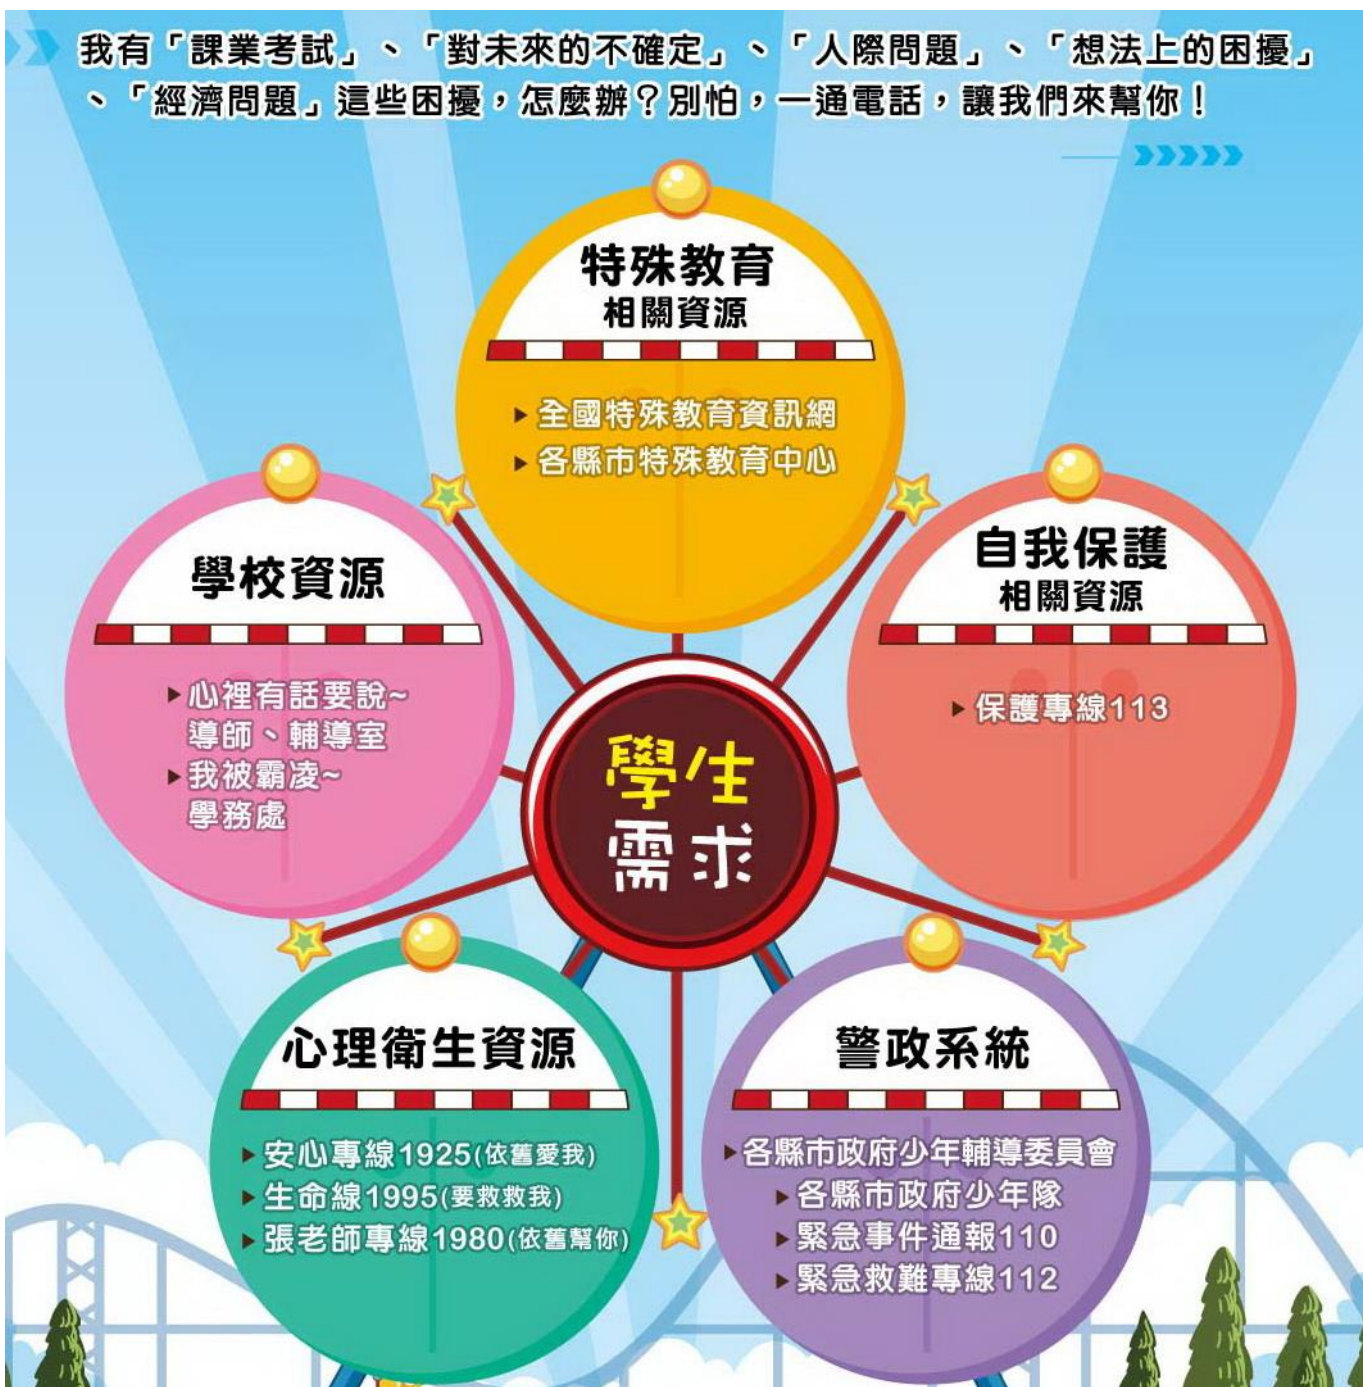 我有「課業考試」、「對未來的不確定」、「人際問題」、「想法上的困擾」
、「經濟問題」這些困擾，怎麼辦？別怕，一通電話，讓我們來幫你！
特殊教育
相關資源
▸全國特殊教育資訊網
▸各縣市特殊教育中心
學校資源
▸心裡有話要說~
導師、輔導室
▸我被霸凌~
學務處
自我保護
相關資源
▸保護專線113
學生
需求
心理衛生資源
▸安心專線1925(依舊愛我)
▸生命線1995(要救救我)
▸張老師專線1980(依舊幫你)
警政系統
▸各縣市政府少年輔導委員會
▸各縣市政府少年隊
▸緊急事件通報110
▸緊急救難專線112